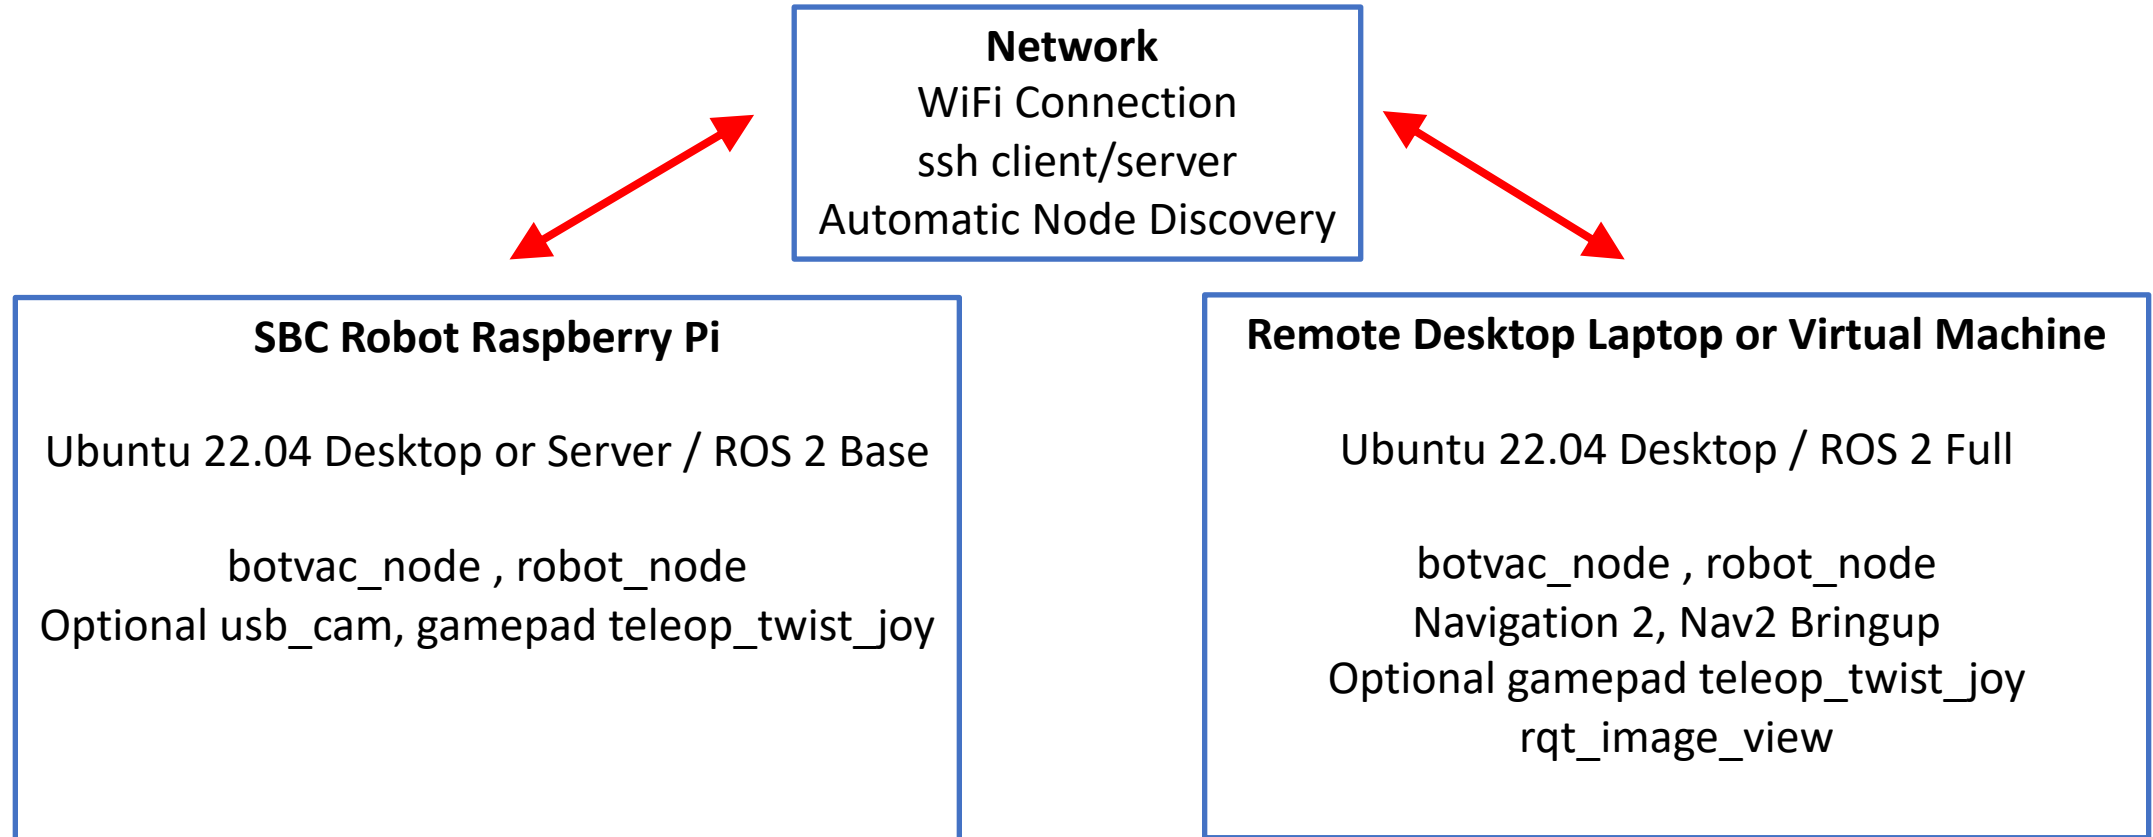 Network
WiFi Connection
ssh client/server
Automatic Node Discovery
SBC Robot Raspberry Pi
Ubuntu 22.04 Desktop or Server / ROS 2 Base
botvac_node , robot_node
Optional usb_cam, gamepad teleop_twist_joy
Remote Desktop Laptop or Virtual Machine
Ubuntu 22.04 Desktop / ROS 2 Full
botvac_node , robot_node
Navigation 2, Nav2 Bringup
Optional gamepad teleop_twist_joy
rqt_image_view